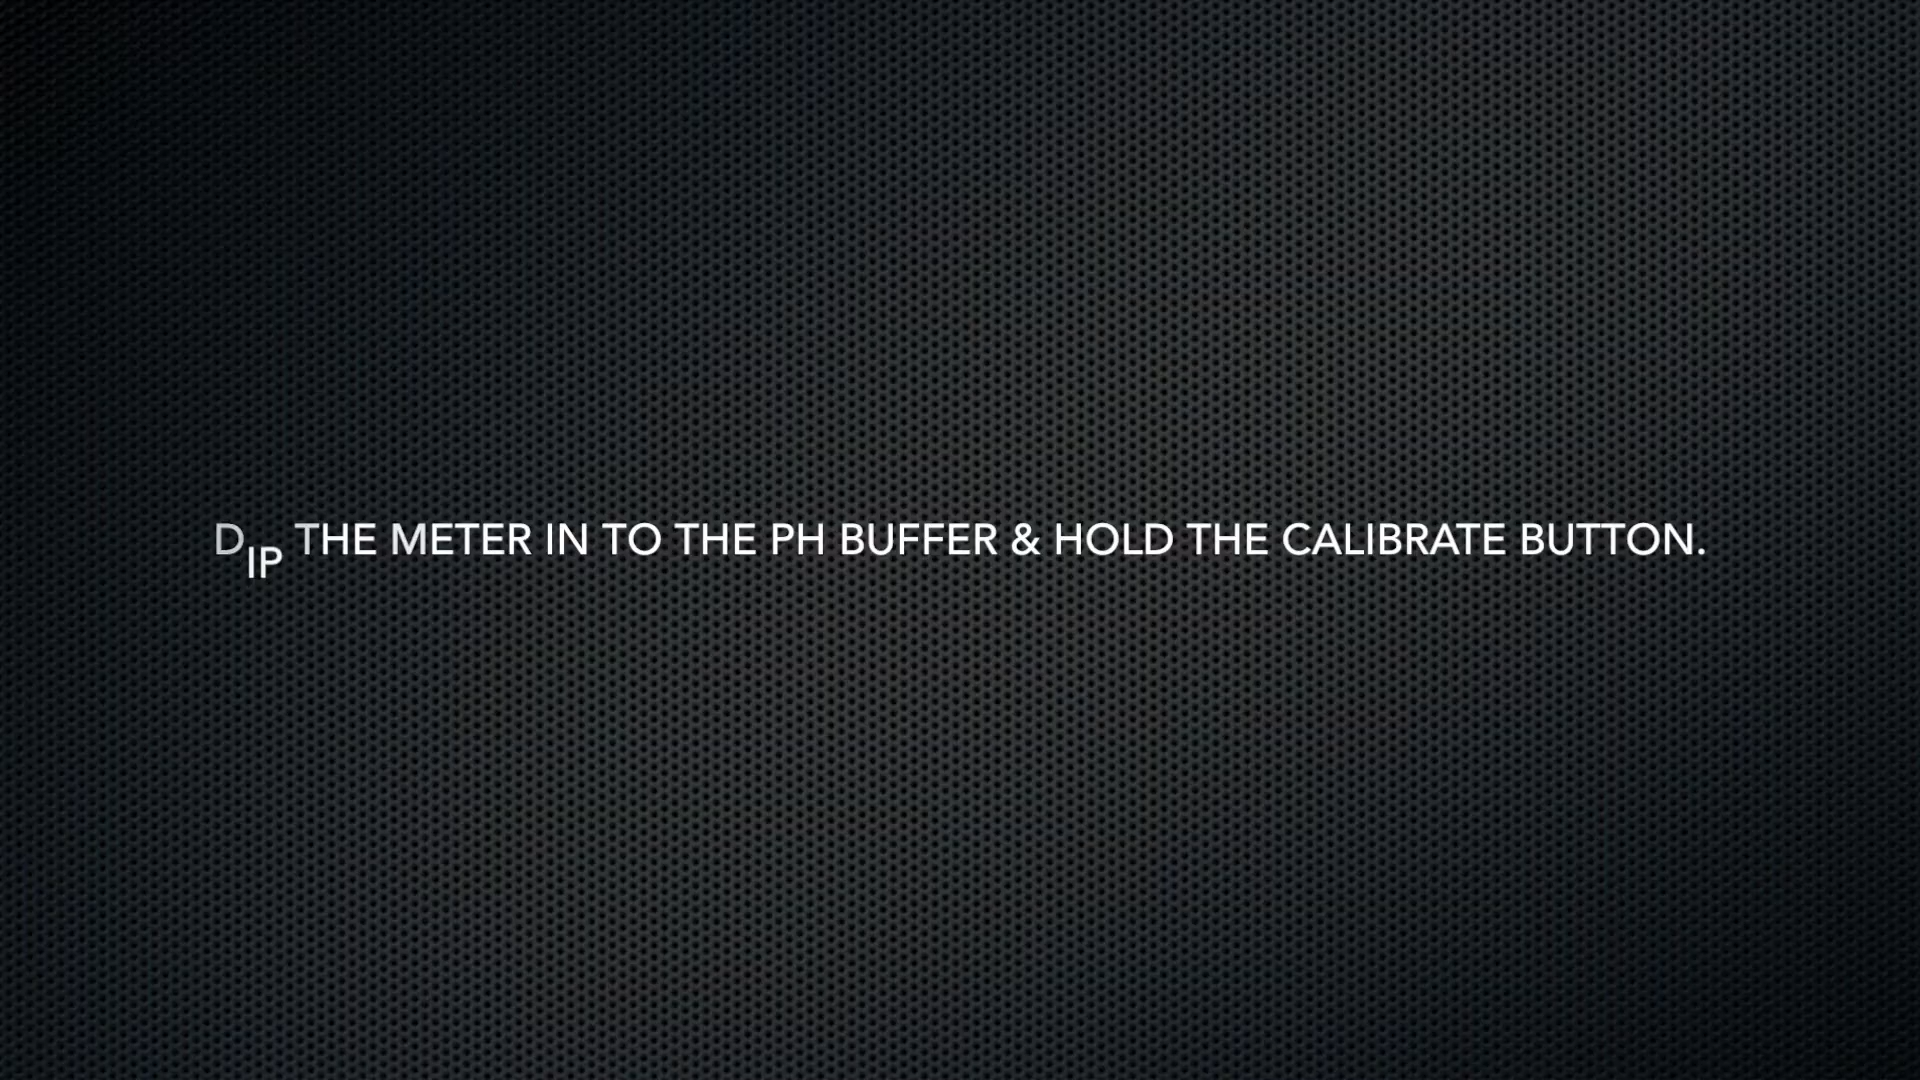 DIP THE METER IN TO THE PH BUFFER & HOLD THE CALIBRATE BUTTON.